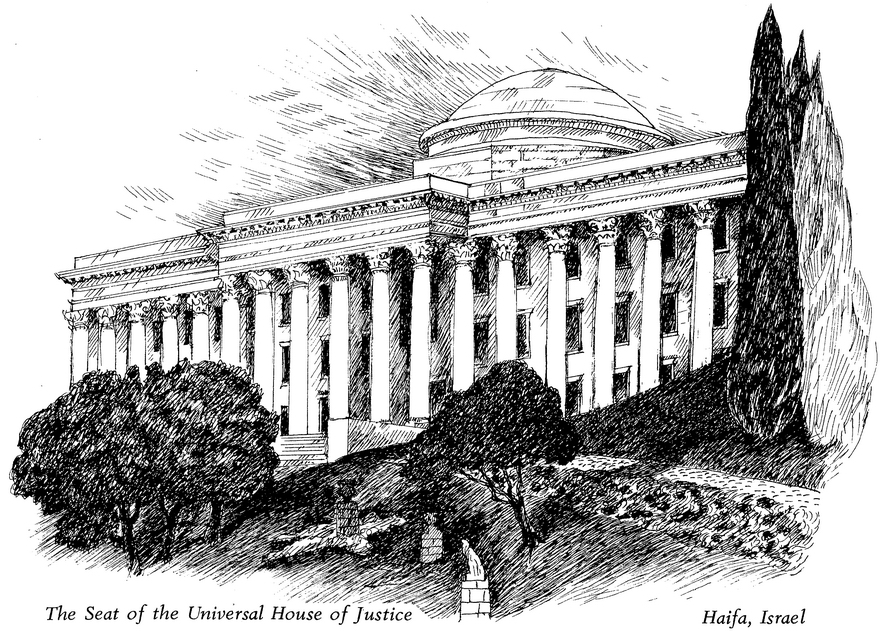 The Seat of the Universal House of Justice
Haifa, Israel